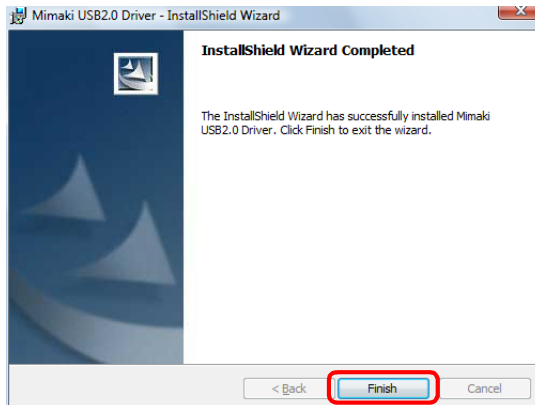 Mimaki USB2.0 Driver - InstallShield Wizard
InstallShield Wizard Completed
The InstallShield Wizard has successfully installed Mimaki
USB2.0 Driver. Click Finish to exit the wizard.
< Back Finish Cancel